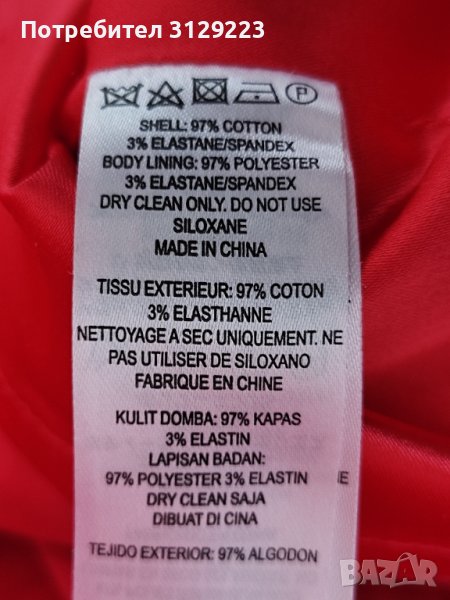 Потребител 3129223
P
SHELL: 97% COTTON
3% ELASTANE/SPANDEX
BODY LINING: 97% POLYESTER
3% ELASTANE/SPANDEX
DRY CLEAN ONLY. DO NOT USE
SILOXANE
MADE IN CHINA
TISSU EXTERIEUR: 97% COTON
3% ELASTHANNE
NETTOYAGE A SEC UNIQUEMENT. NE
PAS UTILISER DE SILOXANO
FABRIQUE EN CHINE
KULIT DOMBA: 97% KAPAS
3% ELASTIN
LAPISAN BADAN:
97% POLYESTER 3% ELASTIN
DRY CLEAN SAJA
DIBUAT DI CINA
TEJIDO EXTERIOR: 97% ALGODON
BAZAR